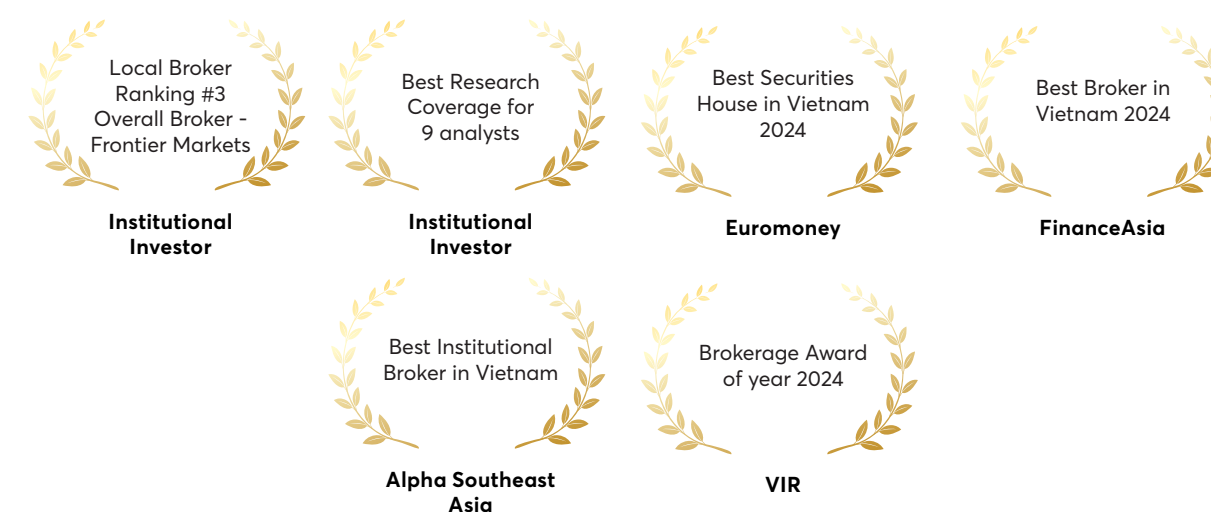 Local Broker
Ranking #3
Overall Broker -
Frontier Markets
Institutional
Investor
Best Research
Coverage for
9 analysts
Institutional
Investor
Best Securities
House in Vietnam
2024
Euromoney
Best Broker in
Vietnam 2024
FinanceAsia
Best Institutional
Broker in Vietnam
Alpha Southeast
Asia
Brokerage Award
of year 2024
VIR